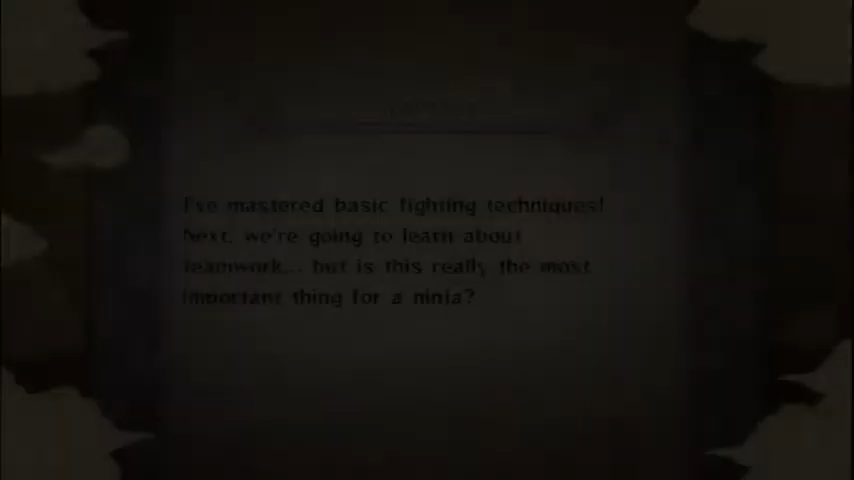 I've mastered basic fighting techniques!
Next, we're going to learn about
teamwork... but is this really the most
important thing for a ninja?